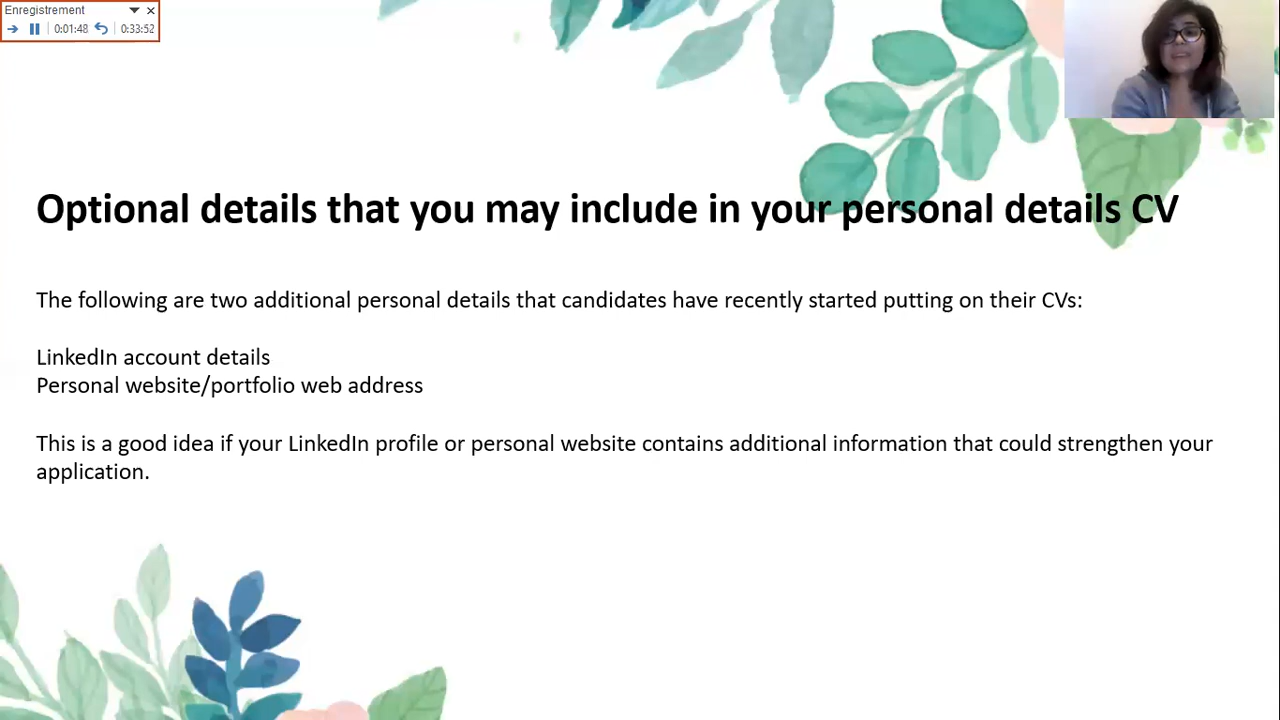 Enregistrement
0:01:48 0:33:52
Optional details that you may include in your personal details CV
The following are two additional personal details that candidates have recently started putting on their CVs:
LinkedIn account details
Personal website/portfolio web address
This is a good idea if your LinkedIn profile or personal website contains additional information that could strengthen your
application.